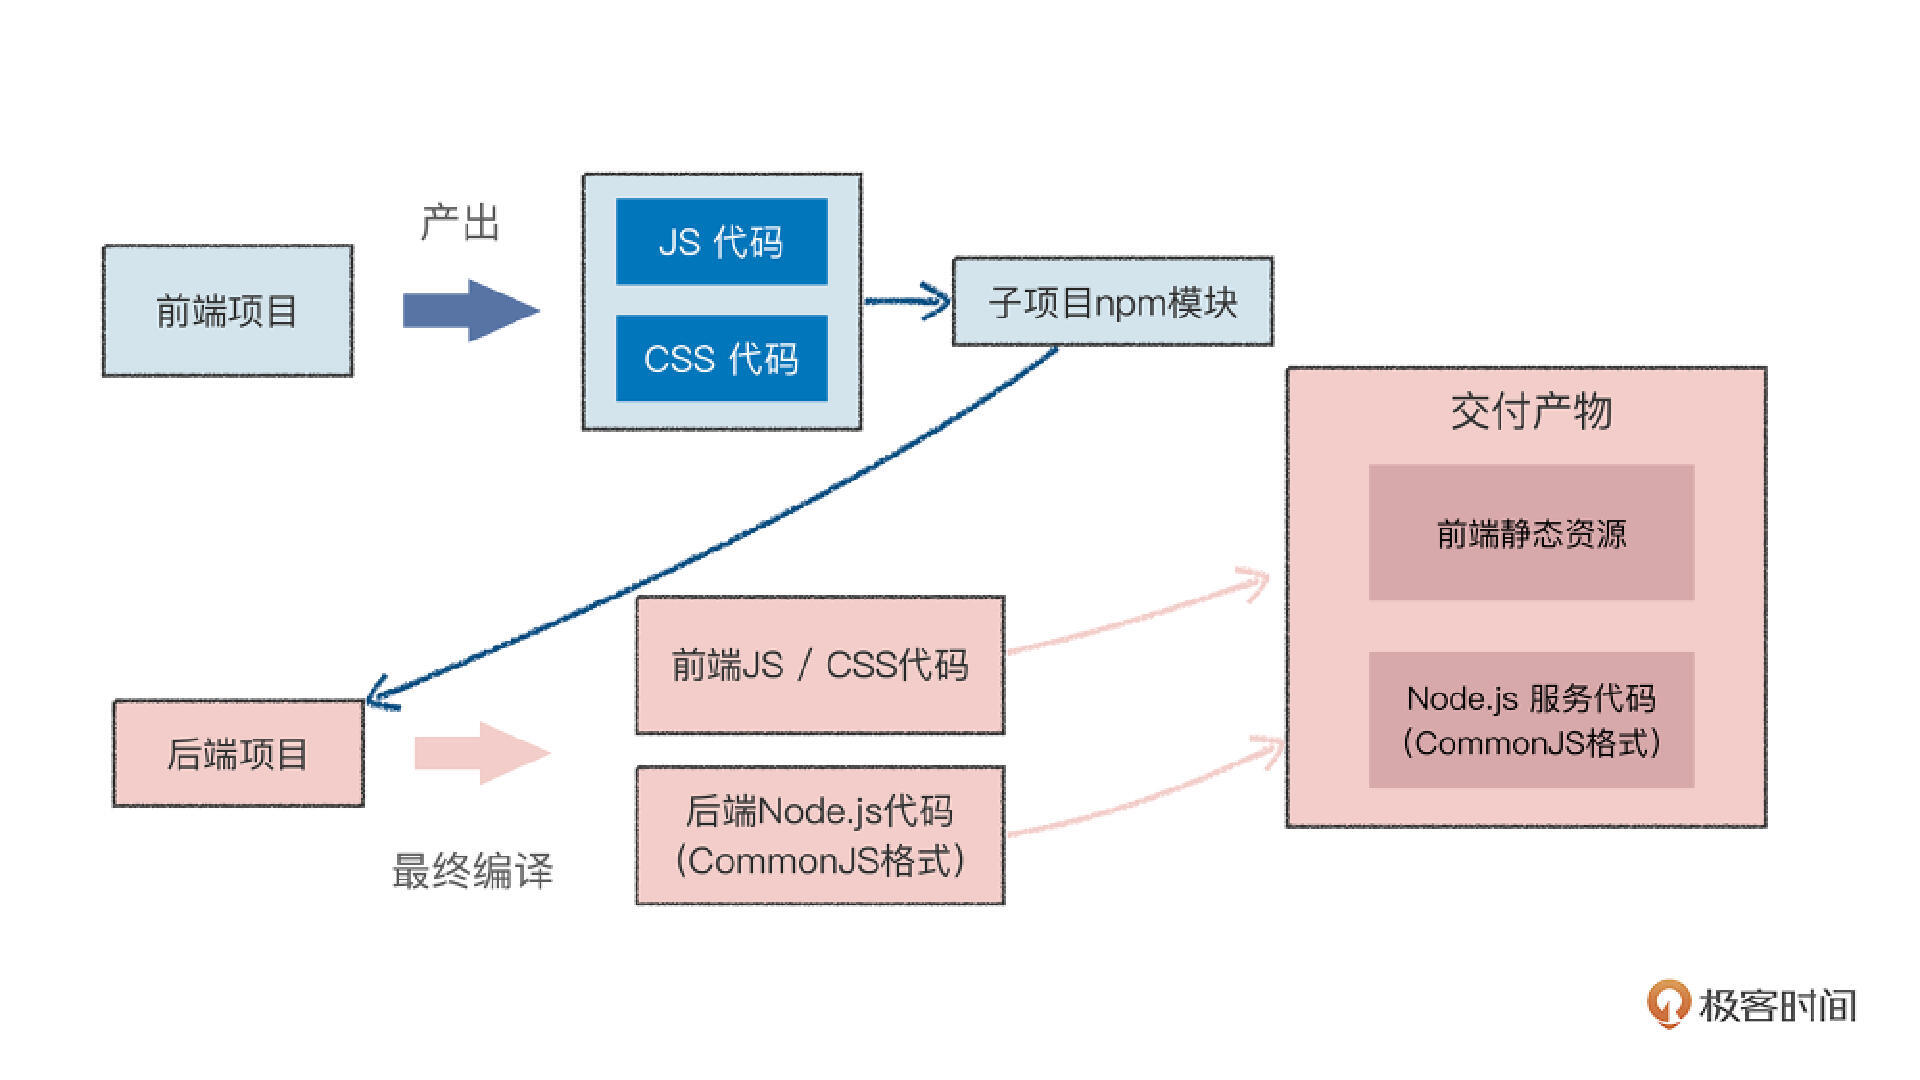 产出
JS 代码
CSS 代码
前端项目
子项目npm模块
交付产物
前端静态资源
Node.js 服务代码
（CommonJS格式）
前端JS / CSS代码
后端项目
后端Node.js代码
（CommonJS格式）
最终编译
极客时间